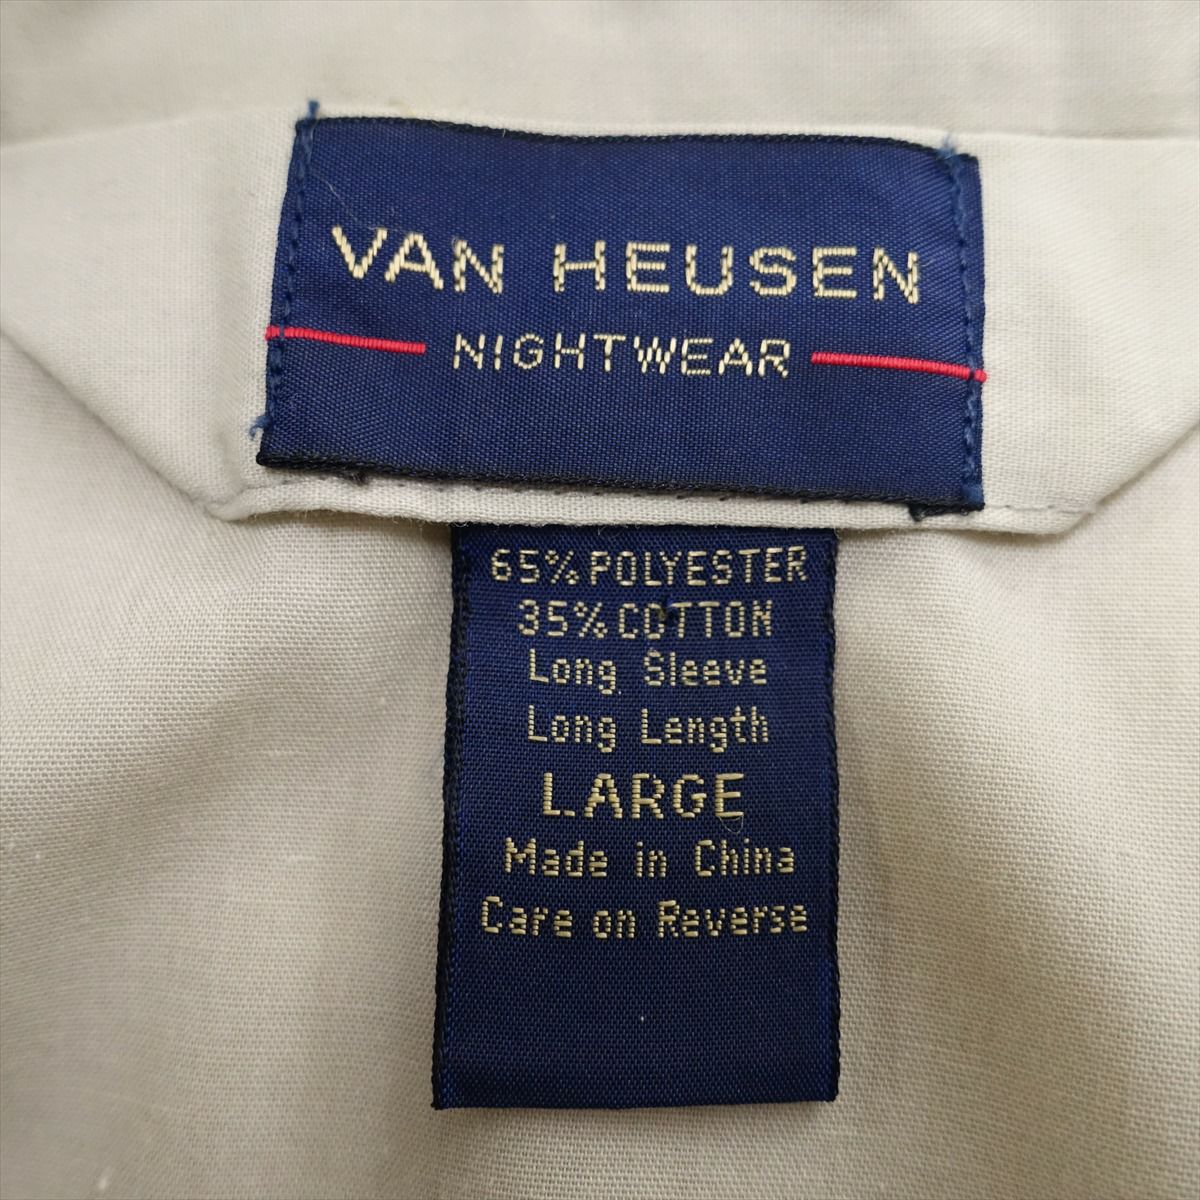 VAN HEUSEN
NIGHTWEAR
65% POLYESTER
35% COTTON
Long Sleeve
Long Length
LARGE
Made in China
Care on Reverse